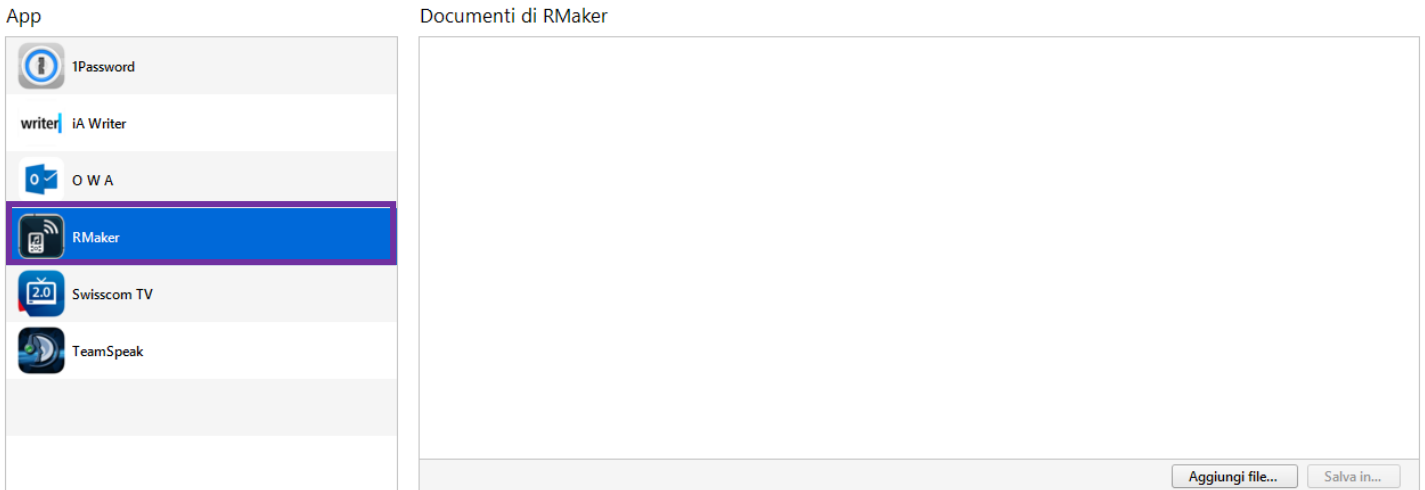 App
Documenti di RMaker
1Password
writer iA Writer
O W A
RMaker
2.0 Swisscom TV
TeamSpeak
Aggiungi file... Salva in...